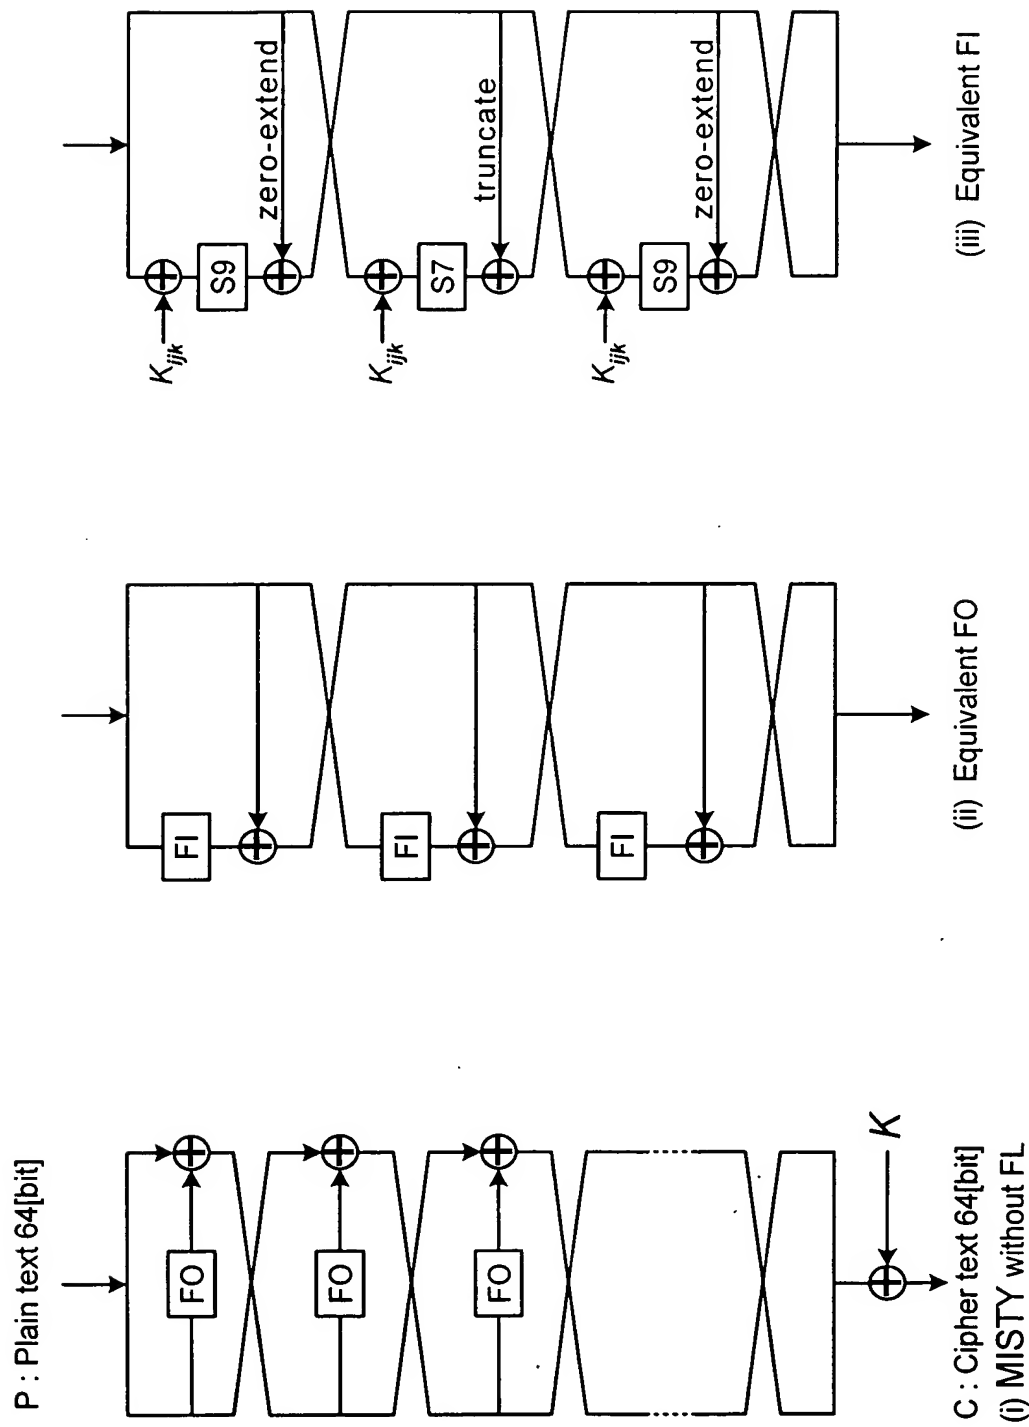 P : Plain text 64[bit]
FO
FO
FO
K
C : Cipher text 64[bit]
(i) MISTY without FL
FI
FI
FI
(ii) Equivalent FO
K_ijk
S9
zero-extend
K_ijk
S7
truncate
K_ijk
S9
zero-extend
(iii) Equivalent FI